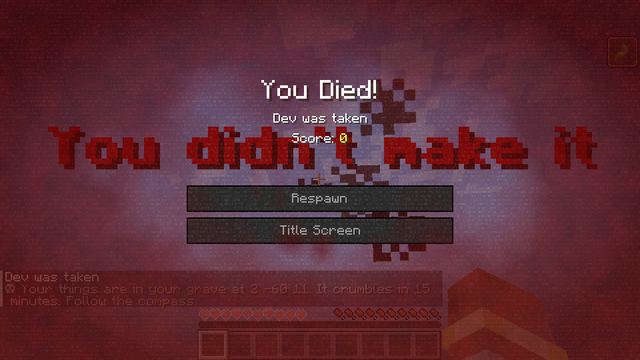 You Died!
Dev was taken
You didn't make it
Score: 0
Respawn
Title Screen
Dev was taken
Your things are in your grave at 2 -60 11. It crumbles in 15
minutes. Follow the compass.